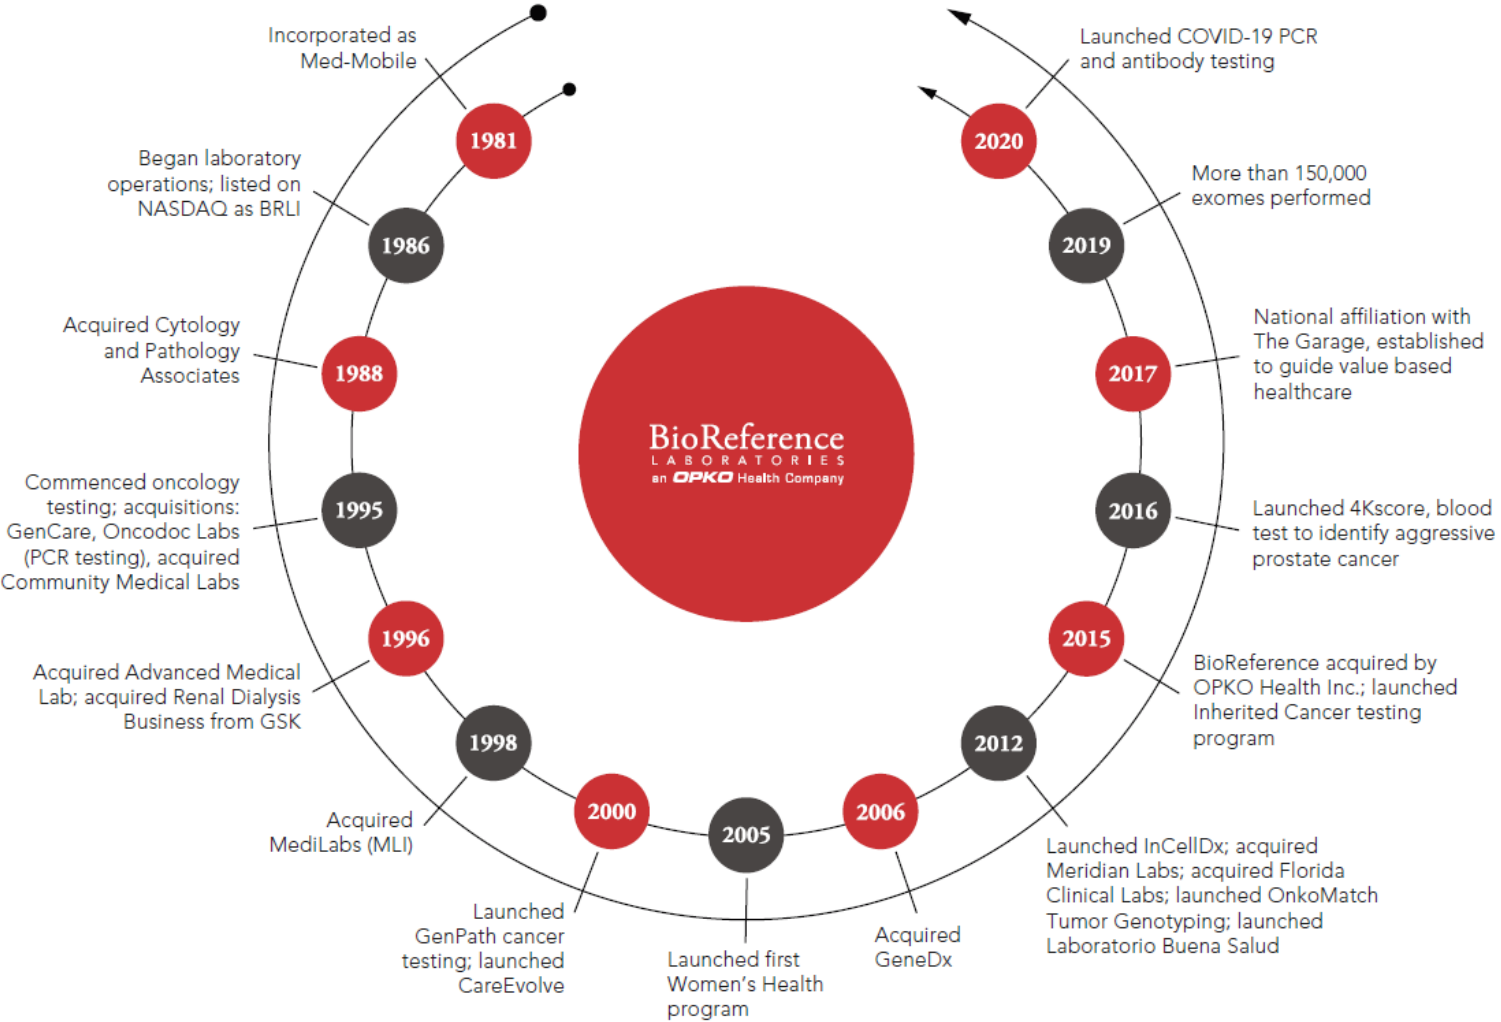 Incorporated as
Med-Mobile
1981
Began laboratory
operations; listed on
NASDAQ as BRLI
1986
Acquired Cytology
and Pathology
Associates
1988
Commenced oncology
testing; acquisitions:
GenCare, Oncodoc Labs
(PCR testing), acquired
Community Medical Labs
1995
Acquired Advanced Medical
Lab; acquired Renal Dialysis
Business from GSK
1996
Acquired
MediLabs (MLI)
1998
Launched
GenPath cancer
testing; launched
CareEvolve
2000
Launched first
Women's Health
program
2005
Acquired
GeneDx
2006
Launched InCellDx; acquired
Meridian Labs; acquired Florida
Clinical Labs; launched OnkoMatch
Tumor Genotyping; launched
Laboratorio Buena Salud
2012
BioReference acquired by
OPKO Health Inc.; launched
Inherited Cancer testing
program
2015
Launched 4Kscore, blood
test to identify aggressive
prostate cancer
2016
National affiliation with
The Garage, established
to guide value based
healthcare
2017
More than 150,000
exomes performed
2019
Launched COVID-19 PCR
and antibody testing
2020
BioReference
LABORATORIES
an OPKO Health Company